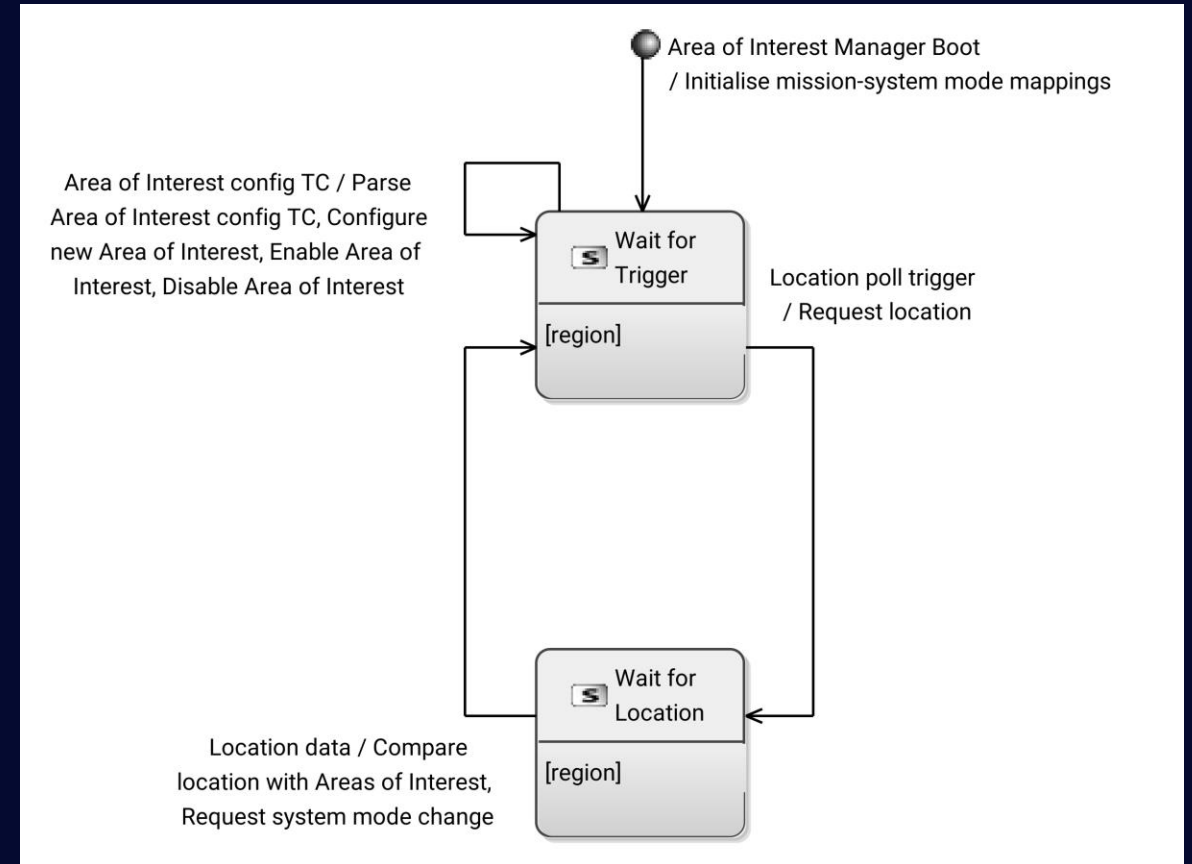 Area of Interest Manager Boot
/ Initialise mission-system mode mappings
Area of Interest config TC / Parse
Area of Interest config TC, Configure
new Area of Interest, Enable Area of
Interest, Disable Area of Interest
S
Wait for
Trigger
[region]
Location poll trigger
/ Request location
S
Wait for
Location
[region]
Location data / Compare
location with Areas of Interest,
Request system mode change